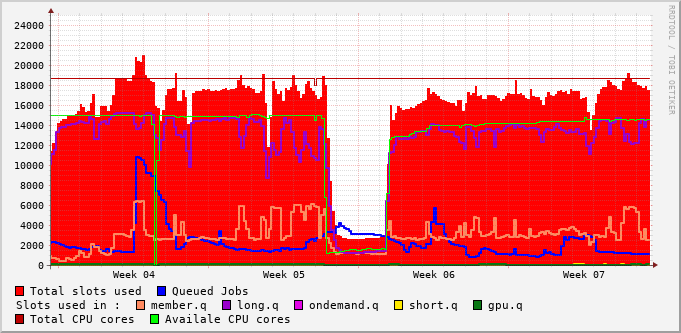 24000
22000
20000
18000
16000
14000
12000
10000
8000
6000
4000
2000
0
Week 04 Week 05 Week 06 Week 07
RRDTOOL / TOBI OETIKER
Total slots used Queued Jobs
Slots used in : member.q long.q ondemand.q short.q gpu.q
Total CPU cores Availale CPU cores